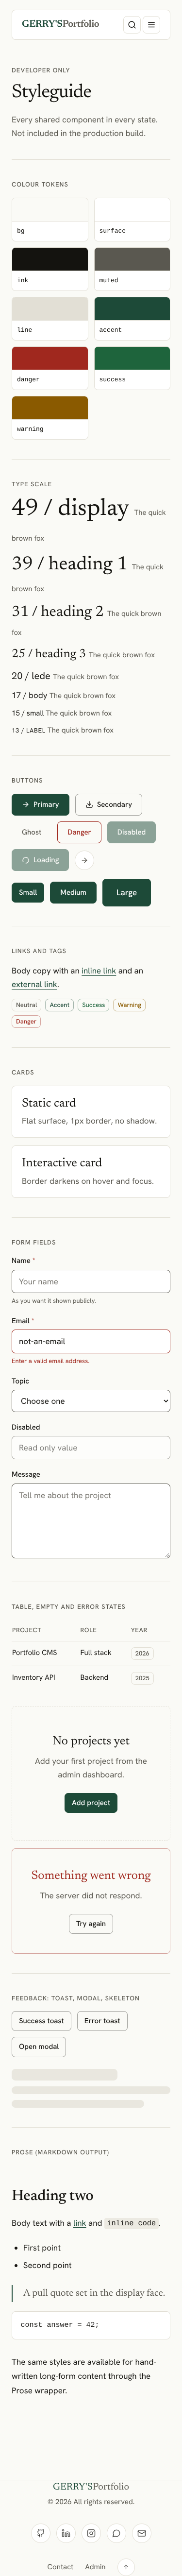 GERRY'SPortfolio
DEVELOPER ONLY
Styleguide
Every shared component in every state.
Not included in the production build.
COLOUR TOKENS
bg surface
ink muted
line accent
danger success
warning
TYPE SCALE
49 / display The quick
brown fox
39 / heading 1 The quick
brown fox
31 / heading 2 The quick brown
fox
25 / heading 3 The quick brown fox
20 / lede The quick brown fox
17 / body The quick brown fox
15 / small The quick brown fox
13 / LABEL The quick brown fox
BUTTONS
Primary Secondary
Ghost Danger Disabled
Loading
Small Medium Large
LINKS AND TAGS
Body copy with an inline link and an
external link.
Neutral Accent Success Warning
Danger
CARDS
Static card
Flat surface, 1px border, no shadow.
Interactive card
Border darkens on hover and focus.
FORM FIELDS
Name *
Your name
As you want it shown publicly.
Email *
not-an-email
Enter a valid email address.
Topic
Choose one
Disabled
Read only value
Message
Tell me about the project
TABLE, EMPTY AND ERROR STATES
PROJECT ROLE YEAR
Portfolio CMS Full stack 2026
Inventory API Backend 2025
No projects yet
Add your first project from the
admin dashboard.
Add project
Something went wrong
The server did not respond.
Try again
FEEDBACK: TOAST, MODAL, SKELETON
Success toast Error toast
Open modal
PROSE (MARKDOWN OUTPUT)
Heading two
Body text with a link and inline code.
• First point
• Second point
A pull quote set in the display face.
const answer = 42;
The same styles are available for hand-
written long-form content through the
Prose wrapper.
GERRY'SPortfolio
© 2026 All rights reserved.
Contact Admin